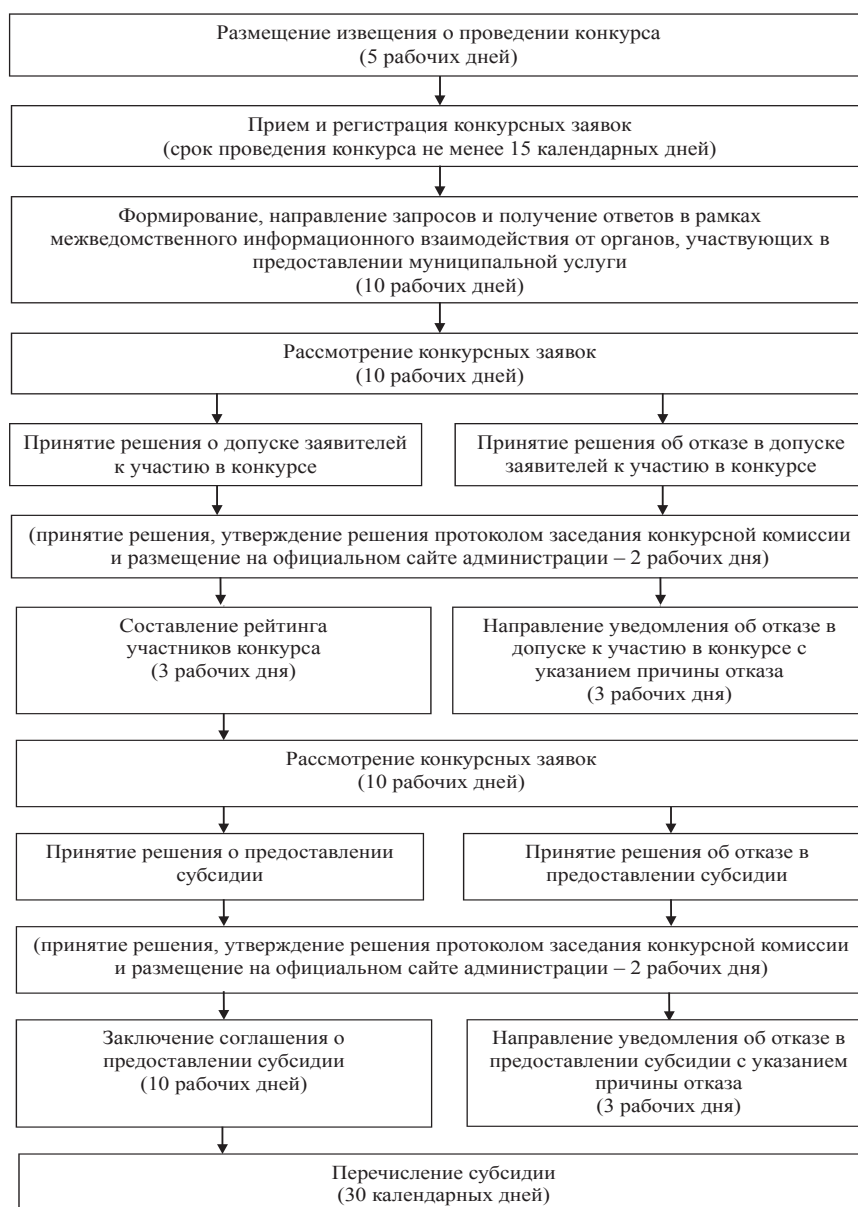 Размещение извещения о проведении конкурса
(5 рабочих дней)
Прием и регистрация конкурсных заявок
(срок проведения конкурса не менее 15 календарных дней)
Формирование, направление запросов и получение ответов в рамках
межведомственного информационного взаимодействия от органов, участвующих в
предоставлении муниципальной услуги
(10 рабочих дней)
Рассмотрение конкурсных заявок
(10 рабочих дней)
Принятие решения о допуске заявителей
к участию в конкурсе
Принятие решения об отказе в допуске
заявителей к участию в конкурсе
(принятие решения, утверждение решения протоколом заседания конкурсной комиссии
и размещение на официальном сайте администрации – 2 рабочих дня)
Составление рейтинга
участников конкурса
(3 рабочих дня)
Направление уведомления об отказе в
допуске к участию в конкурсе с
указанием причины отказа
(3 рабочих дня)
Рассмотрение конкурсных заявок
(10 рабочих дней)
Принятие решения о предоставлении
субсидии
Принятие решения об отказе в
предоставлении субсидии
(принятие решения, утверждение решения протоколом заседания конкурсной комиссии
и размещение на официальном сайте администрации – 2 рабочих дня)
Заключение соглашения о
предоставлении субсидии
(10 рабочих дней)
Направление уведомления об отказе в
предоставлении субсидии с указанием
причины отказа
(3 рабочих дня)
Перечисление субсидии
(30 календарных дней)